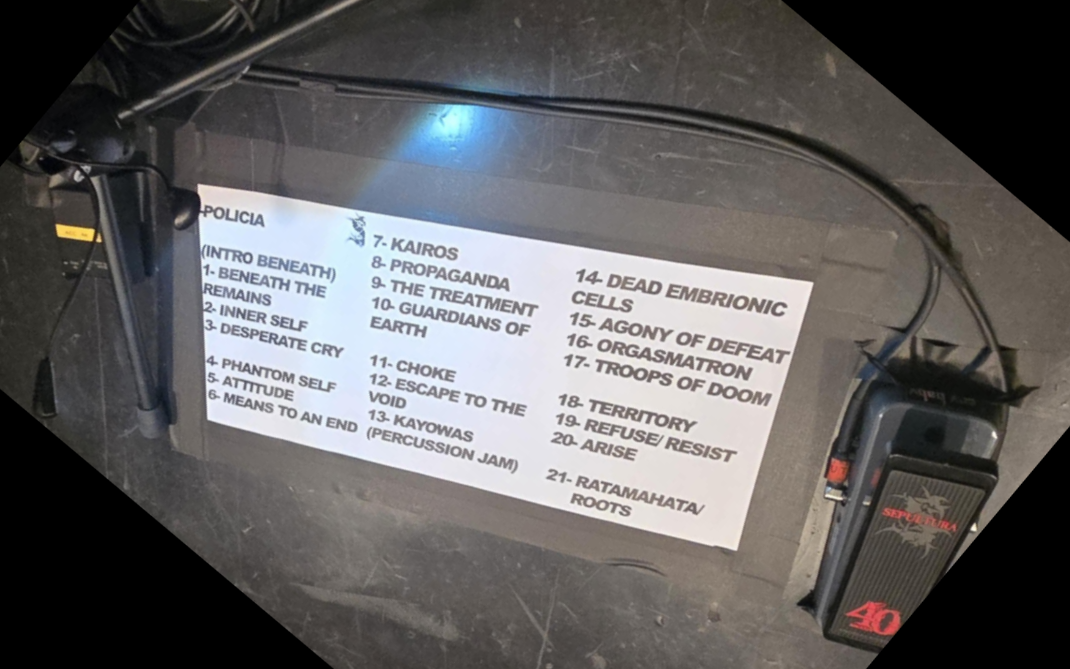 -POLICIA
(INTRO BENEATH)
1- BENEATH THE
REMAINS
2- INNER SELF
3- DESPERATE CRY
4- PHANTOM SELF
5- ATTITUDE
6- MEANS TO AN END
7- KAIROS
8- PROPAGANDA
9- THE TREATMENT
10- GUARDIANS OF
EARTH
11- CHOKE
12- ESCAPE TO THE
VOID
13- KAYOWAS
(PERCUSSION JAM)
14- DEAD EMBRIONIC
CELLS
15- AGONY OF DEFEAT
16- ORGASMATRON
17- TROOPS OF DOOM
18- TERRITORY
19- REFUSE/ RESIST
20- ARISE
21- RATAMAHATA/
ROOTS
SEPULTURA
40